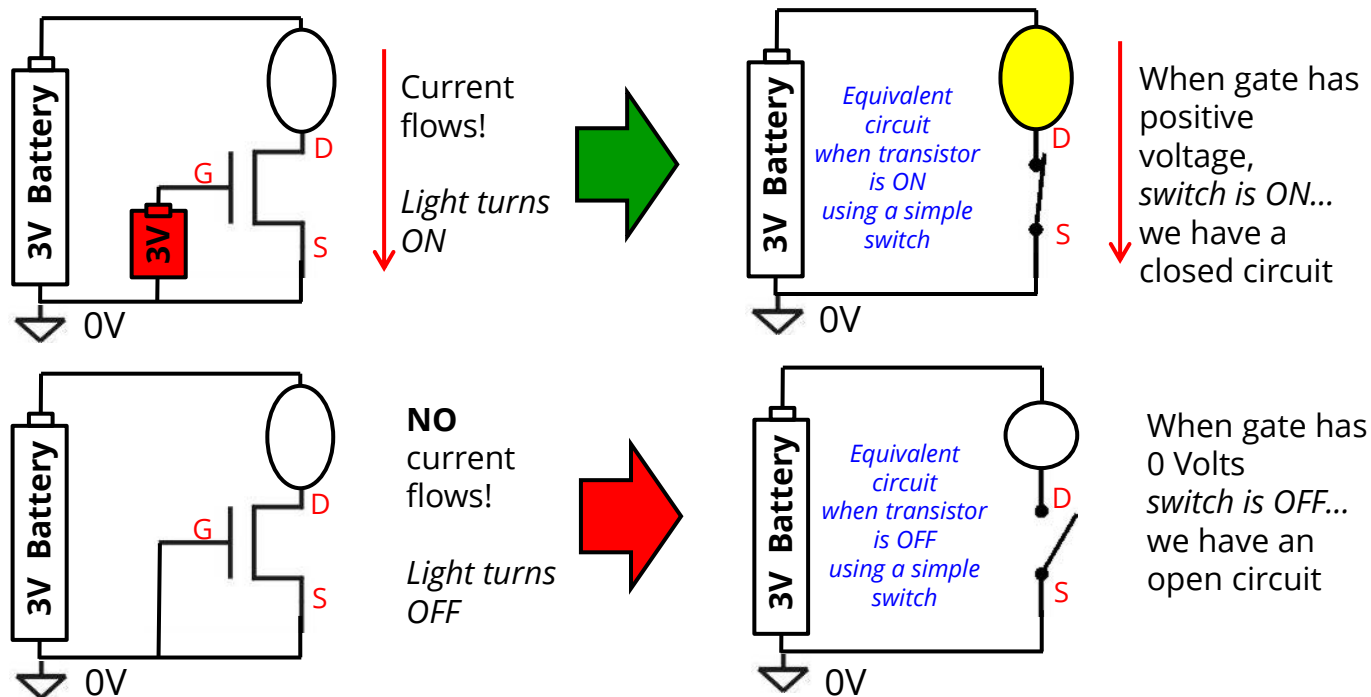 3V Battery
3V
G
D
S
0V
Current
flows!
Light turns
ON
3V Battery
Equivalent
circuit
when transistor
is ON
using a simple
switch
D
S
0V
When gate has
positive
voltage,
switch is ON...
we have a
closed circuit
3V Battery
G
D
S
0V
NO
current
flows!
Light turns
OFF
3V Battery
Equivalent
circuit
when transistor
is OFF
using a simple
switch
D
S
0V
When gate has
0 Volts
switch is OFF...
we have an
open circuit